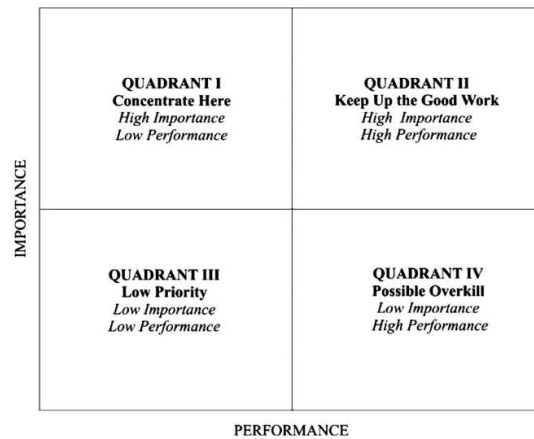 QUADRANT I
Concentrate Here
High Importance
Low Performance
QUADRANT II
Keep Up the Good Work
High Importance
High Performance
IMPORTANCE
QUADRANT III
Low Priority
Low Importance
Low Performance
QUADRANT IV
Possible Overkill
Low Importance
High Performance
PERFORMANCE